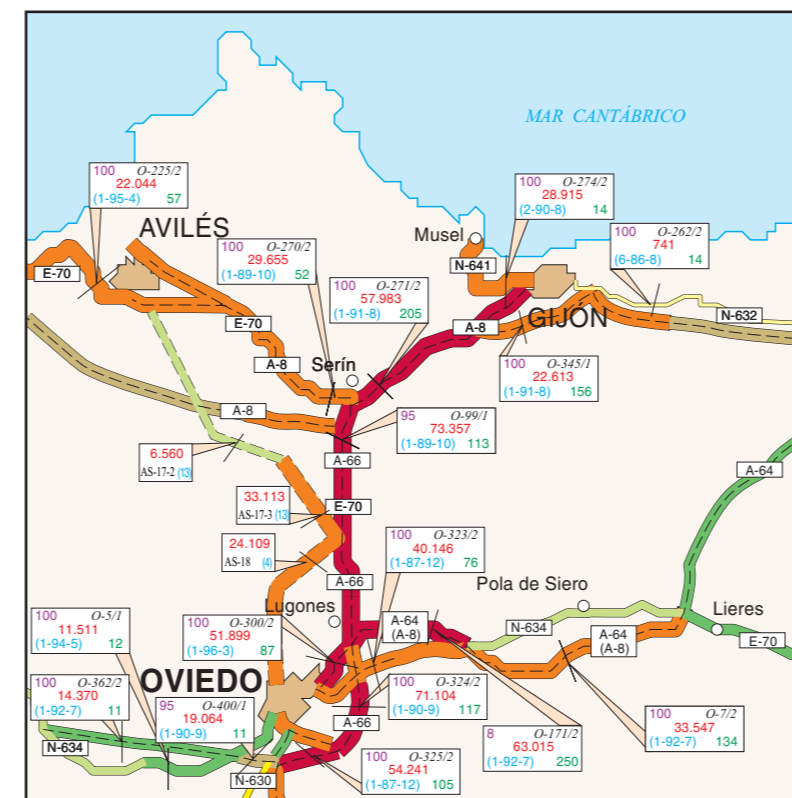 MAR CANTÁBRICO
100 O-225/2
22.044
(1-95-4) 57
AVILÉS
E-70
100 O-274/2
28.915
(2-90-8) 14
Musel
N-641
100 O-262/2
741
(6-86-8) 14
100 O-270/2
29.655
(1-89-10) 52
100 O-271/2
57.983
(1-91-8) 205
E-70
A-8
GIJÓN
N-632
A-8
Serín
100 O-345/1
22.613
(1-91-8) 156
A-8
95 O-99/1
73.357
(1-89-10) 113
A-66
6.560
AS-17-2 (13)
A-64
33.113
AS-17-3 (13)
E-70
24.109
AS-18 (4)
100 O-323/2
40.146
(1-87-12) 76
A-66
Pola de Siero
Lugones
Lieres
100 O-5/1
11.511
(1-94-5) 12
100 O-300/2
51.899
(1-96-3) 87
A-64
(A-8)
N-634
A-64
(A-8)
E-70
OVIEDO
100 O-362/2
14.370
(1-92-7) 11
95 O-400/1
19.064
(1-90-9) 11
100 O-324/2
71.104
(1-90-9) 117
A-66
8 O-171/2
63.015
(1-92-7) 250
100 O-7/2
33.547
(1-92-7) 134
N-634
N-630
100 O-325/2
54.241
(1-87-12) 105